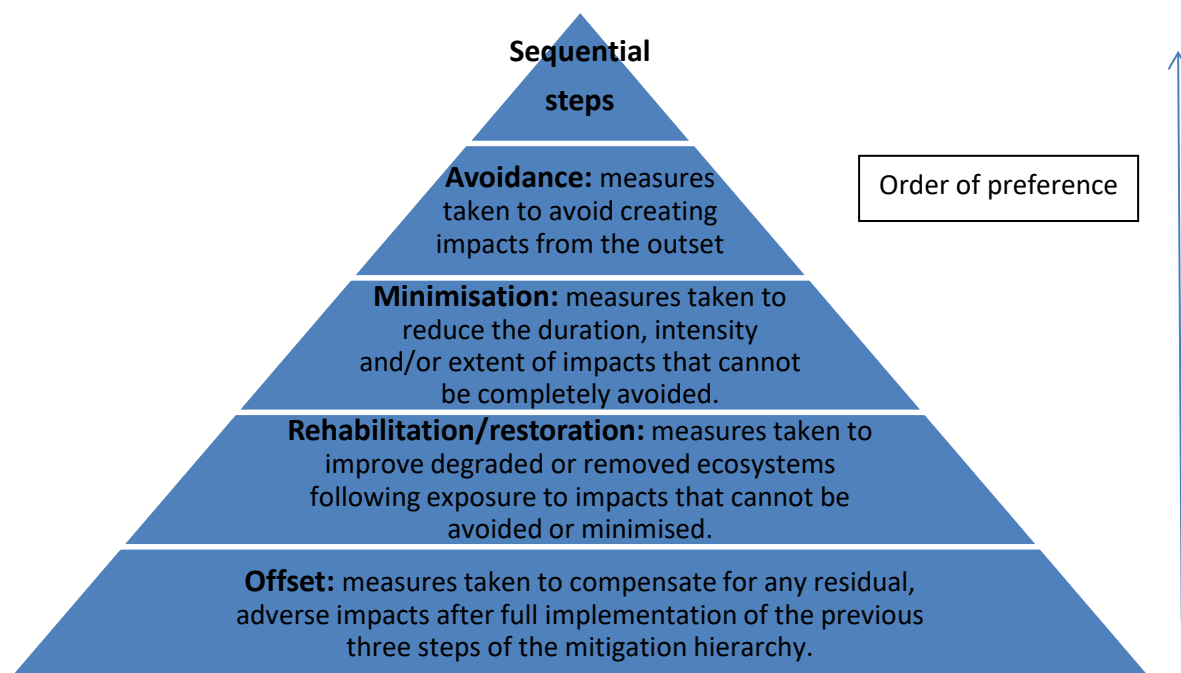 Sequential
steps
Avoidance: measures
taken to avoid creating
impacts from the outset
Order of preference
Minimisation: measures taken to
reduce the duration, intensity
and/or extent of impacts that cannot
be completely avoided.
Rehabilitation/restoration: measures taken to
improve degraded or removed ecosystems
following exposure to impacts that cannot be
avoided or minimised.
Offset: measures taken to compensate for any residual,
adverse impacts after full implementation of the previous
three steps of the mitigation hierarchy.